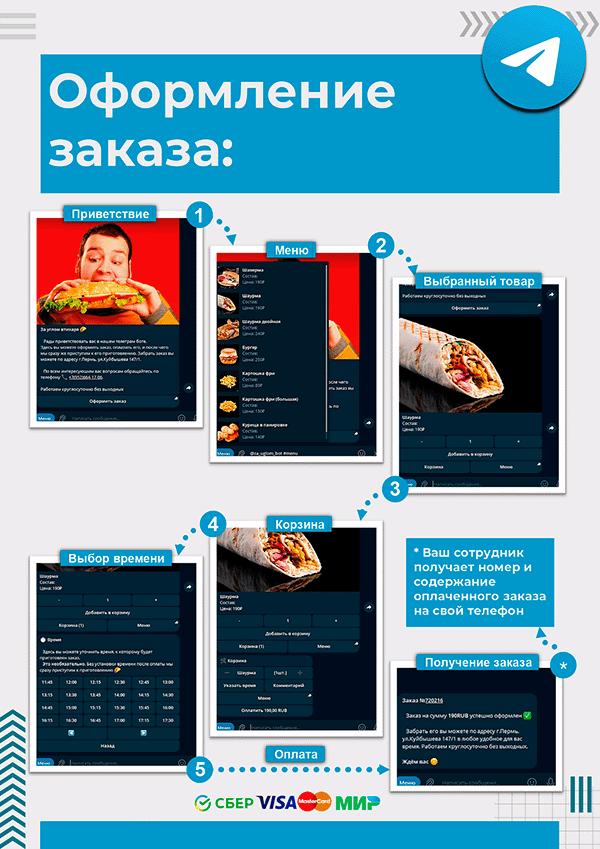 Оформление
заказа:
Приветствие
1
За углом втихаря
Рады приветствовать вас в нашем телеграм боте.
Здесь вы можете оформить заказ, оплатить его, и после чего
мы сразу же приступим к его приготовлению. Забрать заказ вы
можете по адресу г.Пермь, ул.Куйбышева 147/1.
По всем интересующим вас вопросам обращайтесь по
телефону
Работаем круглосуточно без выходных
Оформить заказ
Меню
Написать сообщение...
Меню
2
Шаверма
Состав:
Шаурма
Состав:
Цена: 190₽
Шаурма двойная
Состав:
Цена: 240₽
Бургер
Состав:
Цена: 250₽
Картошка фри
Состав:
Картошка фри (большая)
Состав:
Цена: 130₽
Курица в панировке
Состав:
Цена: 140₽
Меню
@za_uglom_bot #menu
Выбранный товар
Работаем круглосуточно без выходных
Оформить заказ
Шаурма
Состав:
Цена: 190₽
- 1 +
Добавить в корзину
Корзина Меню
Меню
Написать сообщение...
3
Корзина
4
Шаурма
Состав:
Цена: 190₽
- 1 +
Добавить в корзину
Корзина (1) Меню
Корзина
— Шаурма [1шт.] +
Указать время Комментарий
Меню
Оплатить 190,00 RUB
Меню
Написать сообщение...
Выбор времени
Шаурма
Состав:
Цена: 190₽
- 1 +
Добавить в корзину
Корзина (1) Меню
Время
Здесь вы можете уточнить время, к которому будет
приготовлен заказ.
Это необязательно. Без установки времени после оплаты мы
сразу приступим к приготовлению
11:45 12:00 12:15 12:30 12:45 13:00
13:15 13:30 13:45 14:00 14:15 14:30
14:45 15:00 15:15 15:30 15:45 16:00
16:15 16:30 16:45 17:00 17:15 17:30
Назад
Меню
Написать сообщение...
5
Оплата
* Ваш сотрудник
получает номер и
содержание
оплаченного заказа
на свой телефон
*
Получение заказа
Заказ №720216
Заказ на сумму 190RUB успешно оформлен
Забрать его вы можете по адресу г.Пермь,
ул.Куйбышева 147/1 в любое удобное для вас
время. Работаем круглосуточно без выходных.
Ждём вас
Меню
Написать сообщение...
СБЕР VISA MasterCard МИР